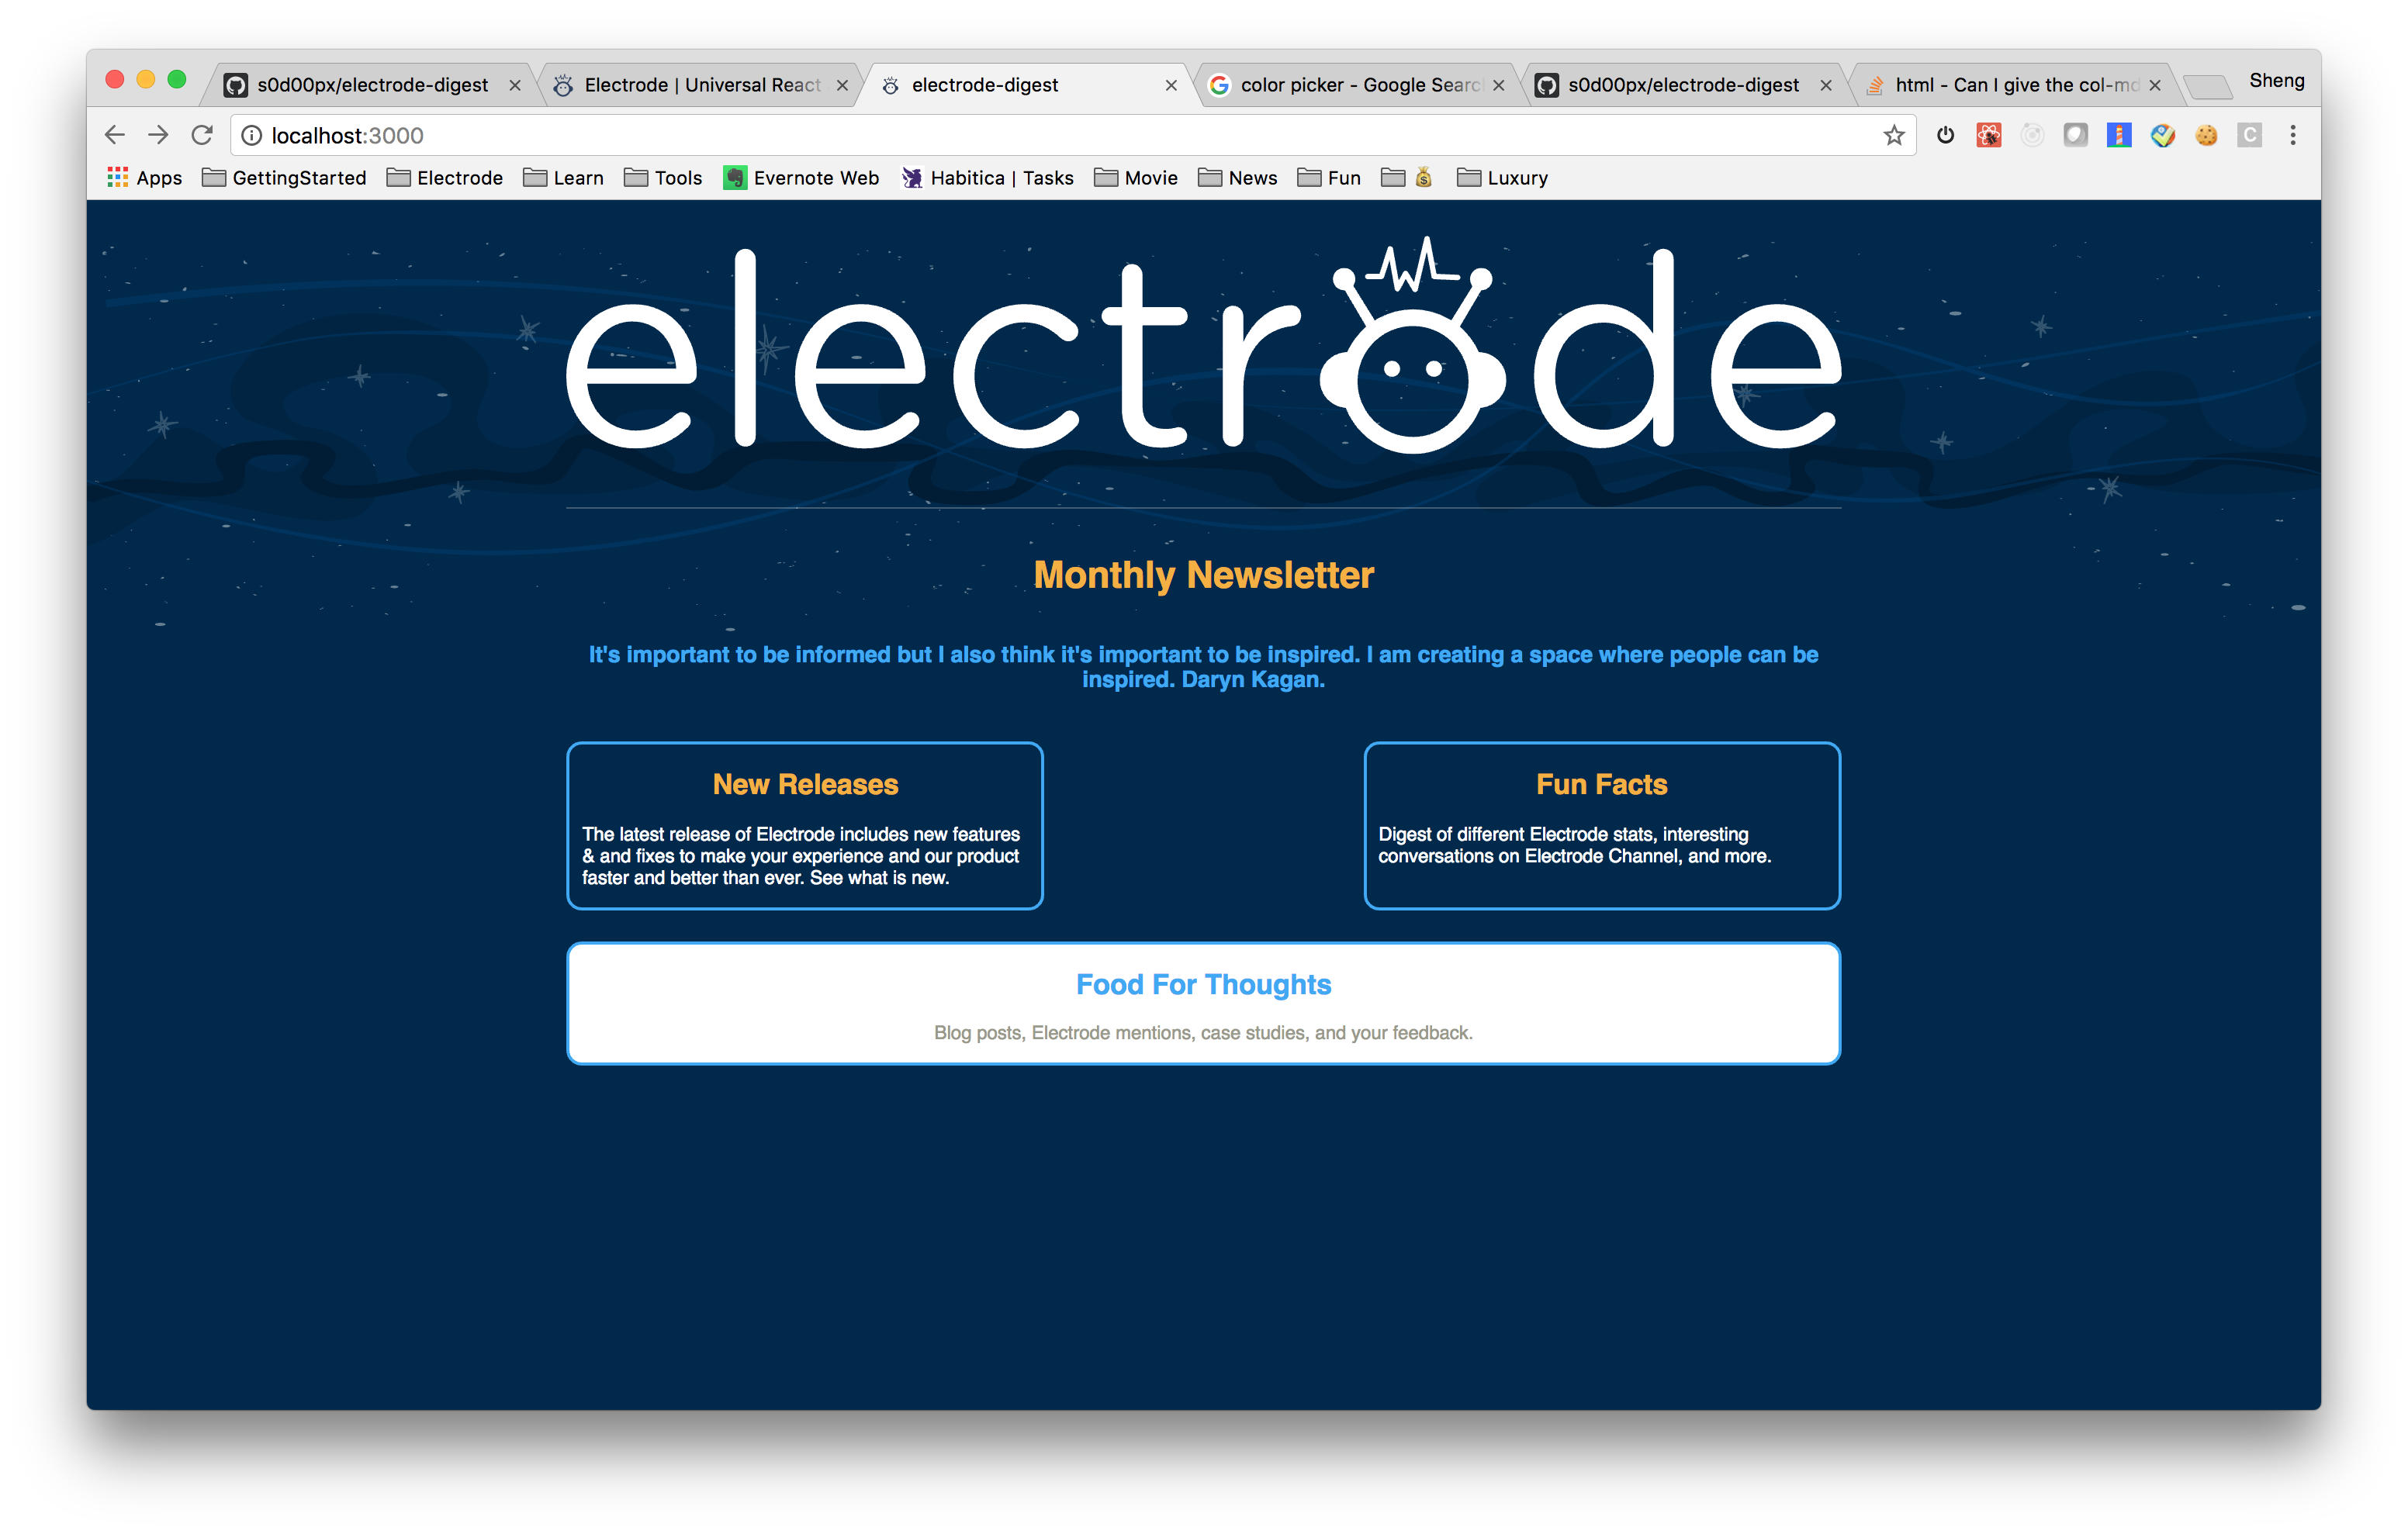 s0d00px/electrode-digest
Electrode | Universal React
electrode-digest
color picker - Google Searc
s0d00px/electrode-digest
html - Can I give the col-md
Sheng
localhost:3000
Apps
GettingStarted
Electrode
Learn
Tools
Evernote Web
Habitica | Tasks
Movie
News
Fun
Luxury
electrode
Monthly Newsletter
It's important to be informed but I also think it's important to be inspired. I am creating a space where people can be
inspired. Daryn Kagan.
New Releases
The latest release of Electrode includes new features
& and fixes to make your experience and our product
faster and better than ever. See what is new.
Fun Facts
Digest of different Electrode stats, interesting
conversations on Electrode Channel, and more.
Food For Thoughts
Blog posts, Electrode mentions, case studies, and your feedback.